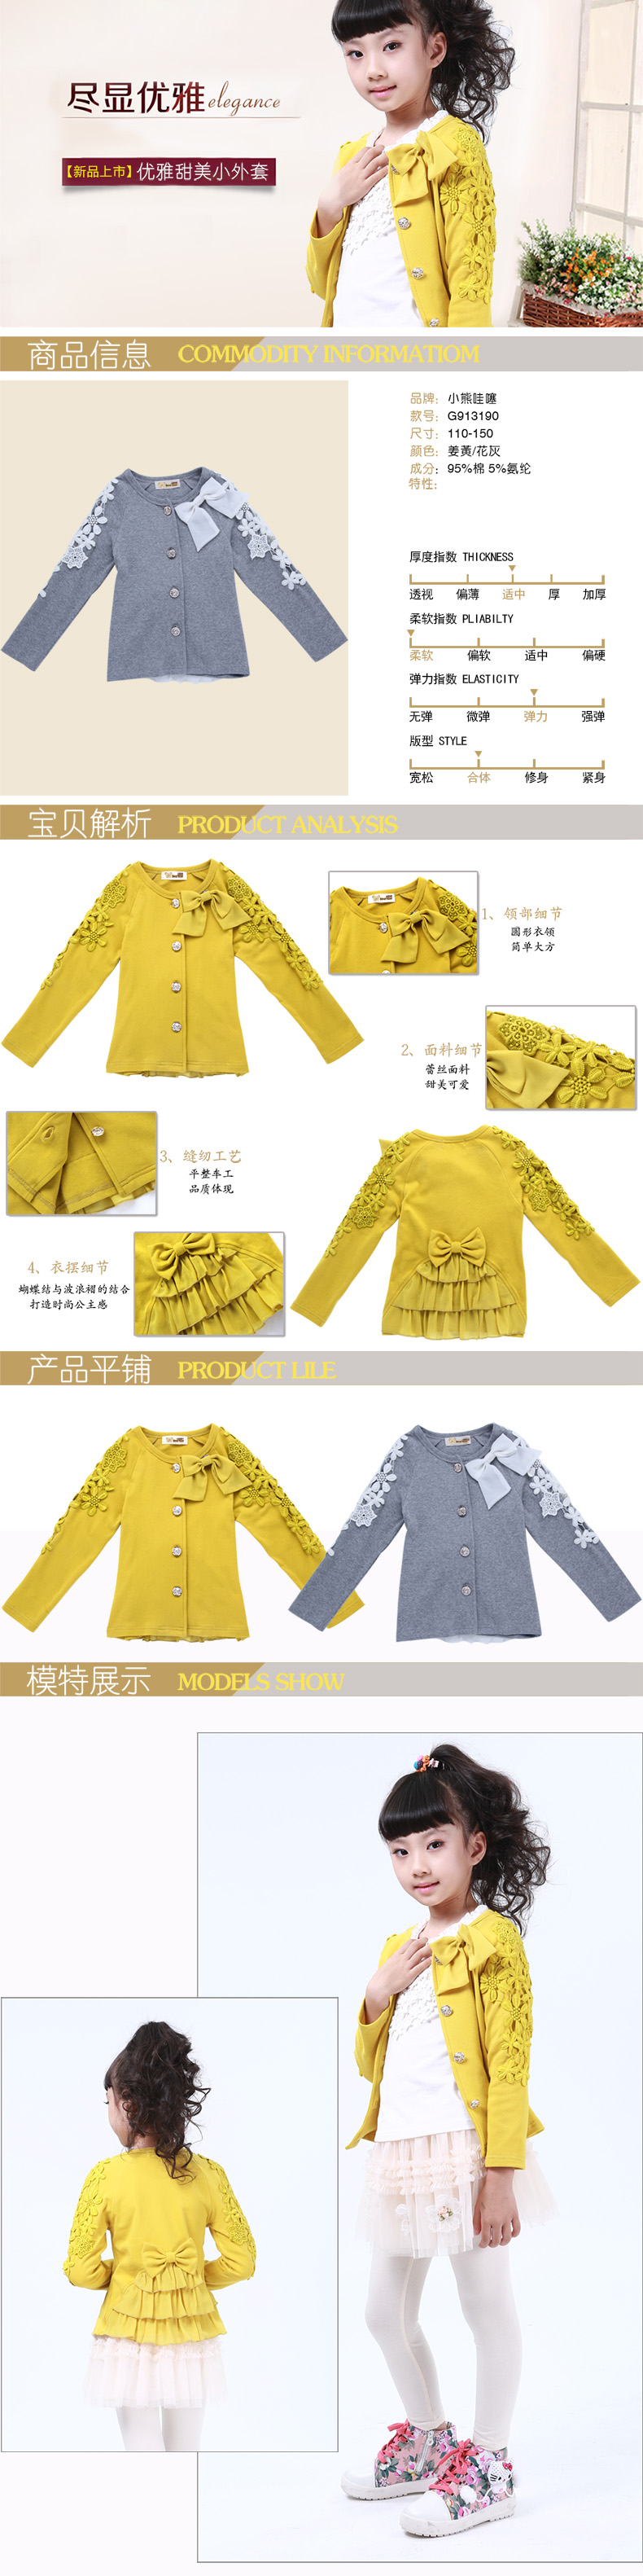 尽显优雅elegance
【新品上市】优雅甜美小外套
商品信息 COMMODITY INFORMATIOM
品牌：小熊哇噻
款号：G913190
尺寸：110-150
颜色：姜黄/花灰
成分：95%棉 5%氨纶
特性：
厚度指数 THICKNESS
透视 偏薄 适中 厚 加厚
柔软指数 PLIABILTY
柔软 偏软 适中 偏硬
弹力指数 ELASTICITY
无弹 微弹 弹力 强弹
版型 STYLE
宽松 合体 修身 紧身
宝贝解析 PRODUCT ANALYSIS
1、领部细节
圆形衣领
简单大方
2、面料细节
蕾丝面料
甜美可爱
3、缝纫工艺
平整车工
品质体现
4、衣摆细节
蝴蝶结与波浪褶的结合
打造时尚公主感
产品平铺 PRODUCT LILE
模特展示 MODELS SHOW